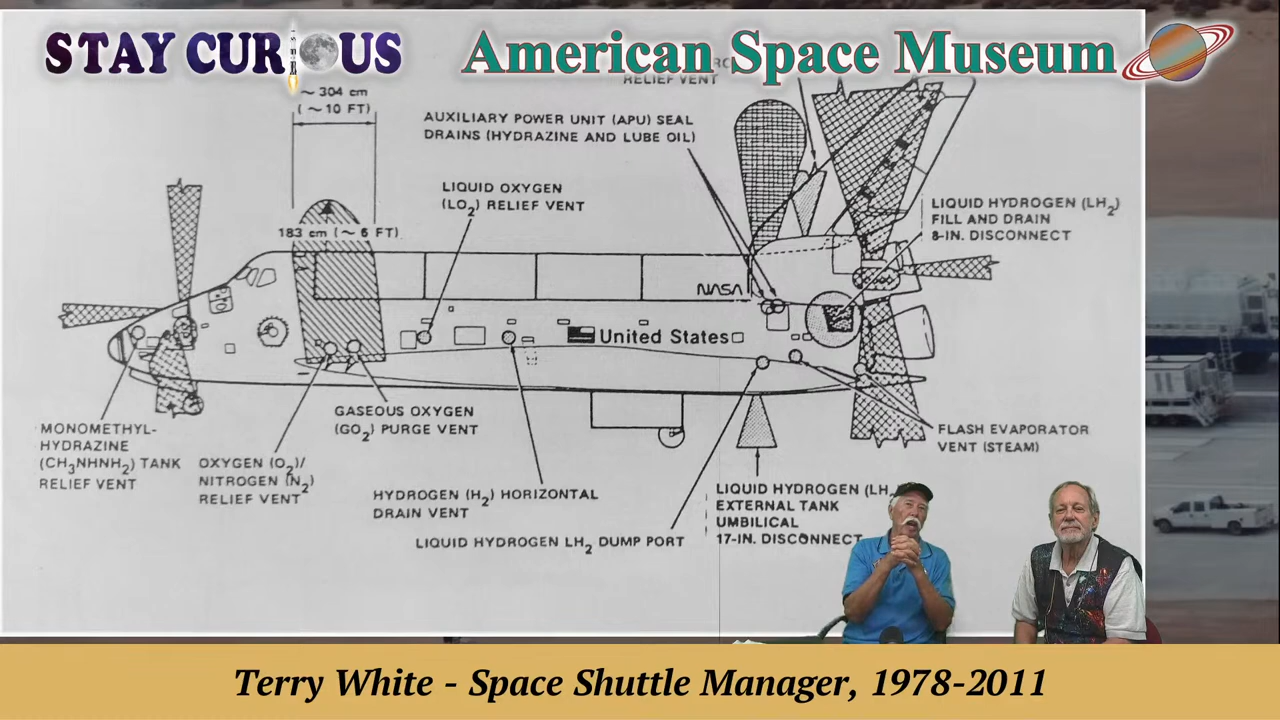 STAY CURIOUS
American Space Museum
RELIEF VENT
~ 304 cm
(~10 FT)
AUXILIARY POWER UNIT (APU) SEAL
DRAINS (HYDRAZINE AND LUBE OIL)
LIQUID OXYGEN
(LO2) RELIEF VENT
LIQUID HYDROGEN (LH2)
FILL AND DRAIN
8-IN. DISCONNECT
183 cm (~6 FT)
NASA
United States
GASEOUS OXYGEN
(GO2) PURGE VENT
MONOMETHYL-
HYDRAZINE
(CH3NHNH2) TANK
RELIEF VENT
OXYGEN (O2)/
NITROGEN (N2)
RELIEF VENT
HYDROGEN (H2) HORIZONTAL
DRAIN VENT
LIQUID HYDROGEN LH2 DUMP PORT
LIQUID HYDROGEN (LH
EXTERNAL TANK
UMBILICAL
17-IN. DISCONNECT
FLASH EVAPORATOR
VENT (STEAM)
Terry White - Space Shuttle Manager, 1978-2011